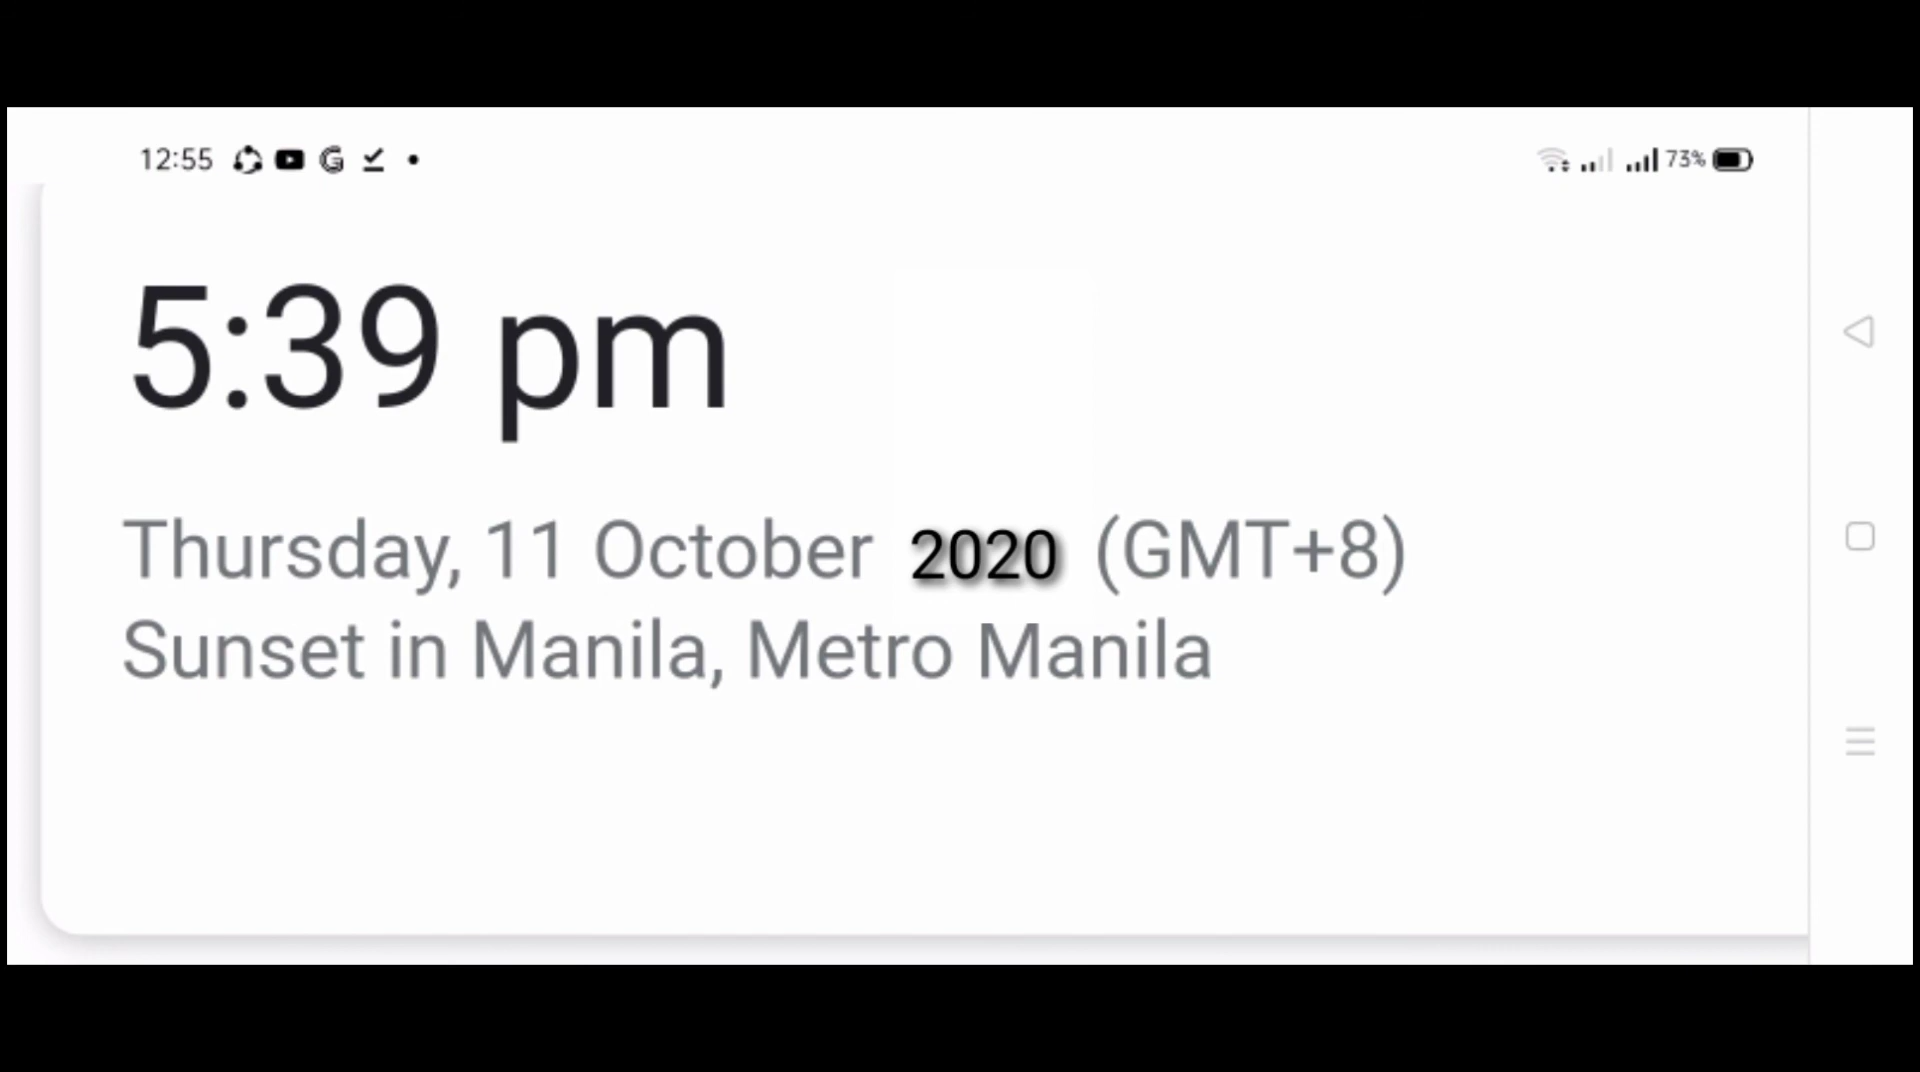 12:55 73%
5:39 pm
Thursday, 11 October 2020 (GMT+8)
Sunset in Manila, Metro Manila